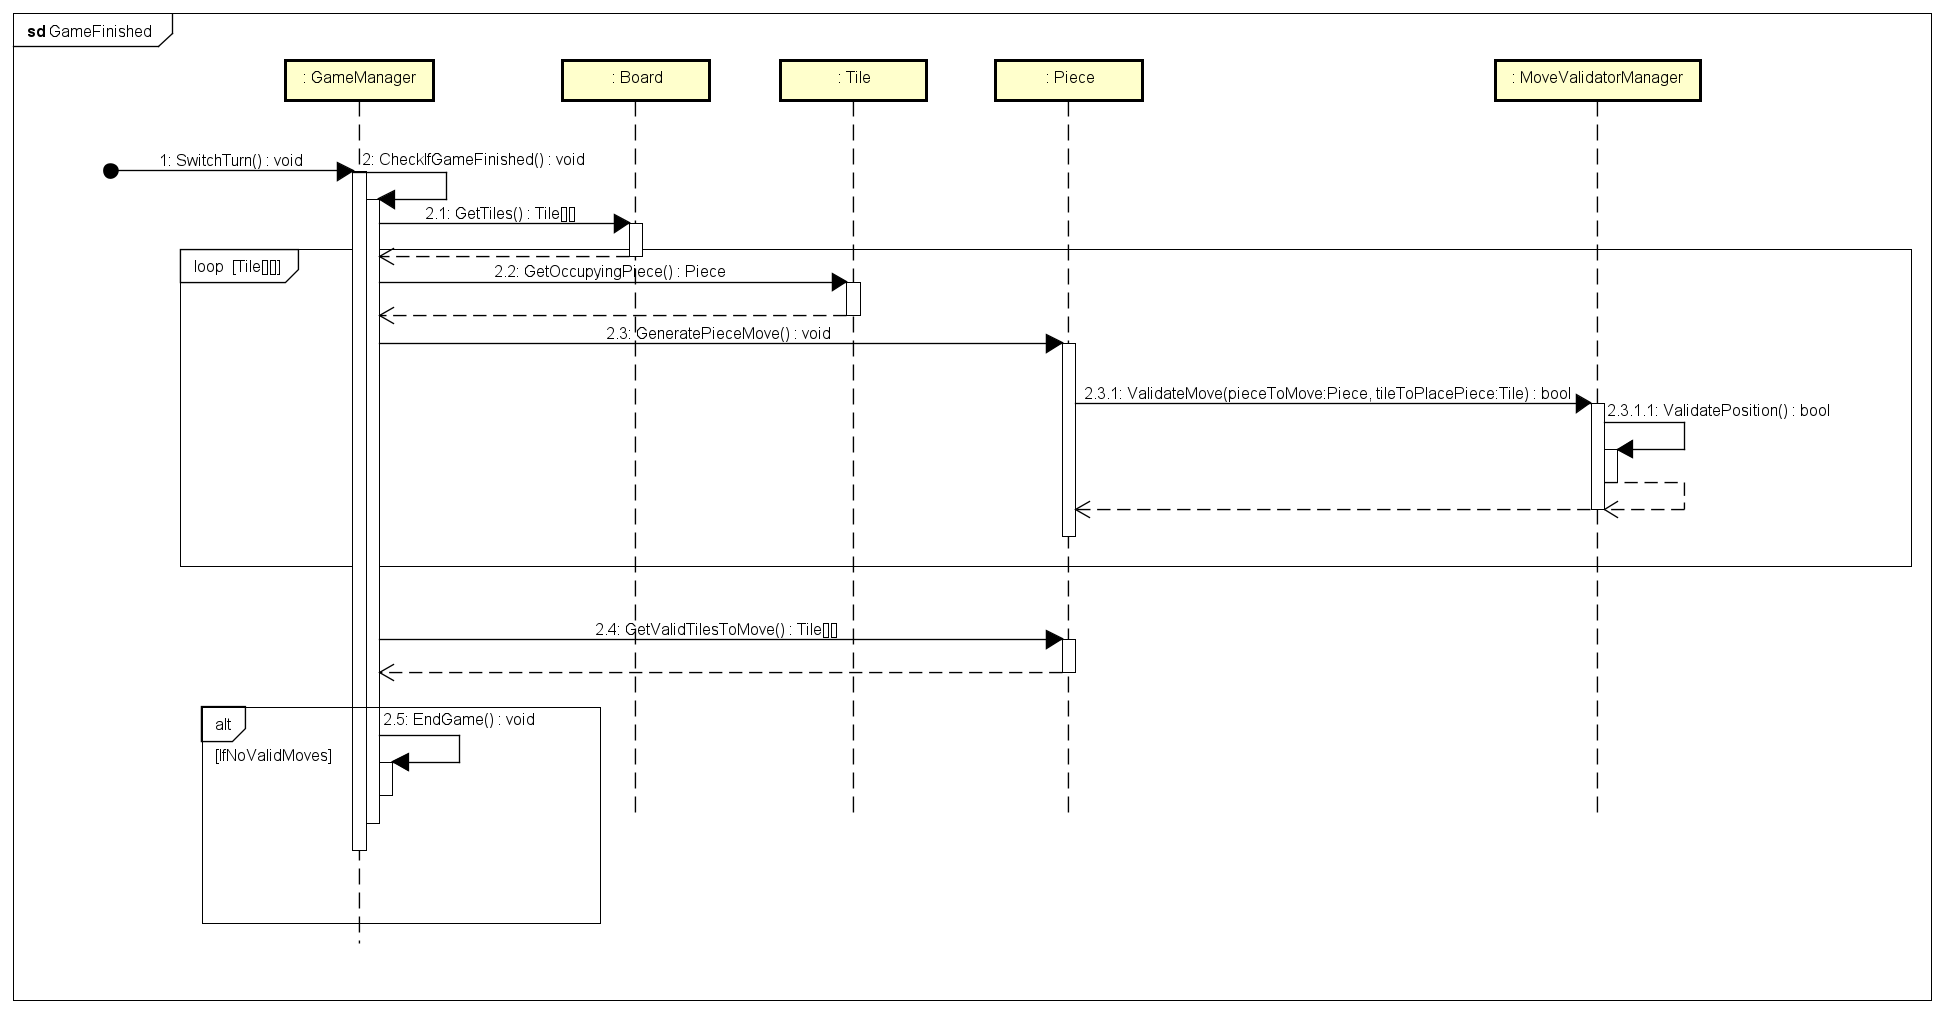 sd GameFinished
: GameManager
: Board
: Tile
: Piece
: MoveValidatorManager
1: SwitchTurn() : void
2: CheckIfGameFinished() : void
2.1: GetTiles() : Tile[][]
loop [Tile[][]]
2.2: GetOccupyingPiece() : Piece
2.3: GeneratePieceMove() : void
2.3.1: ValidateMove(pieceToMove:Piece, tileToPlacePiece:Tile) : bool
2.3.1.1: ValidatePosition() : bool
2.4: GetValidTilesToMove() : Tile[][]
alt
2.5: EndGame() : void
[IfNoValidMoves]